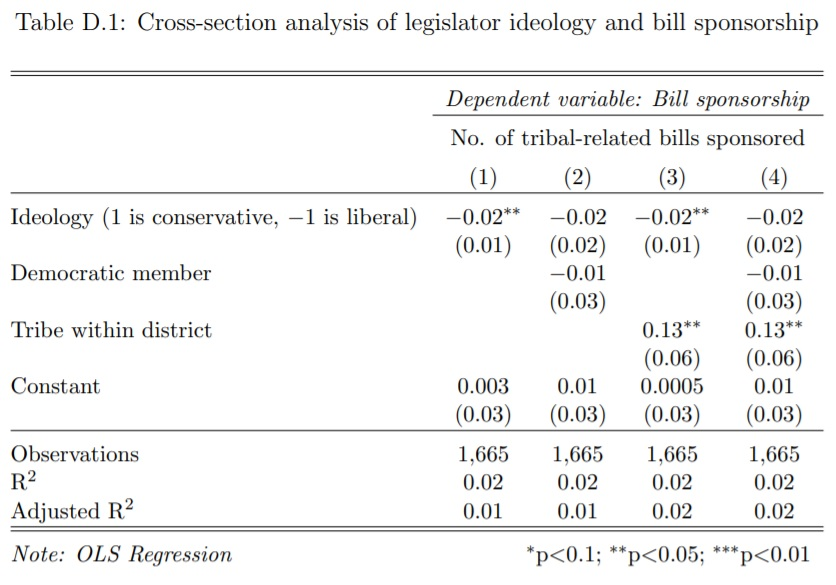 Table D.1: Cross-section analysis of legislator ideology and bill sponsorship
Dependent variable: Bill sponsorship
No. of tribal-related bills sponsored
(1) (2) (3) (4)
Ideology (1 is conservative, −1 is liberal) −0.02** −0.02 −0.02** −0.02
(0.01) (0.02) (0.01) (0.02)
Democratic member −0.01 −0.01
(0.03) (0.03)
Tribe within district 0.13** 0.13**
(0.06) (0.06)
Constant 0.003 0.01 0.0005 0.01
(0.03) (0.03) (0.03) (0.03)
Observations 1,665 1,665 1,665 1,665
R² 0.02 0.02 0.02 0.02
Adjusted R² 0.01 0.01 0.02 0.02
Note: OLS Regression *p<0.1; **p<0.05; ***p<0.01